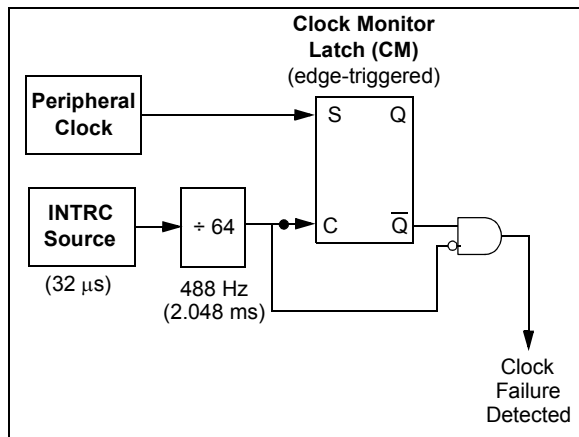 Clock Monitor
Latch (CM)
(edge-triggered)
Peripheral
Clock
S
Q
INTRC
Source
÷ 64
C
Q̅
(32 μs)
488 Hz
(2.048 ms)
Clock
Failure
Detected